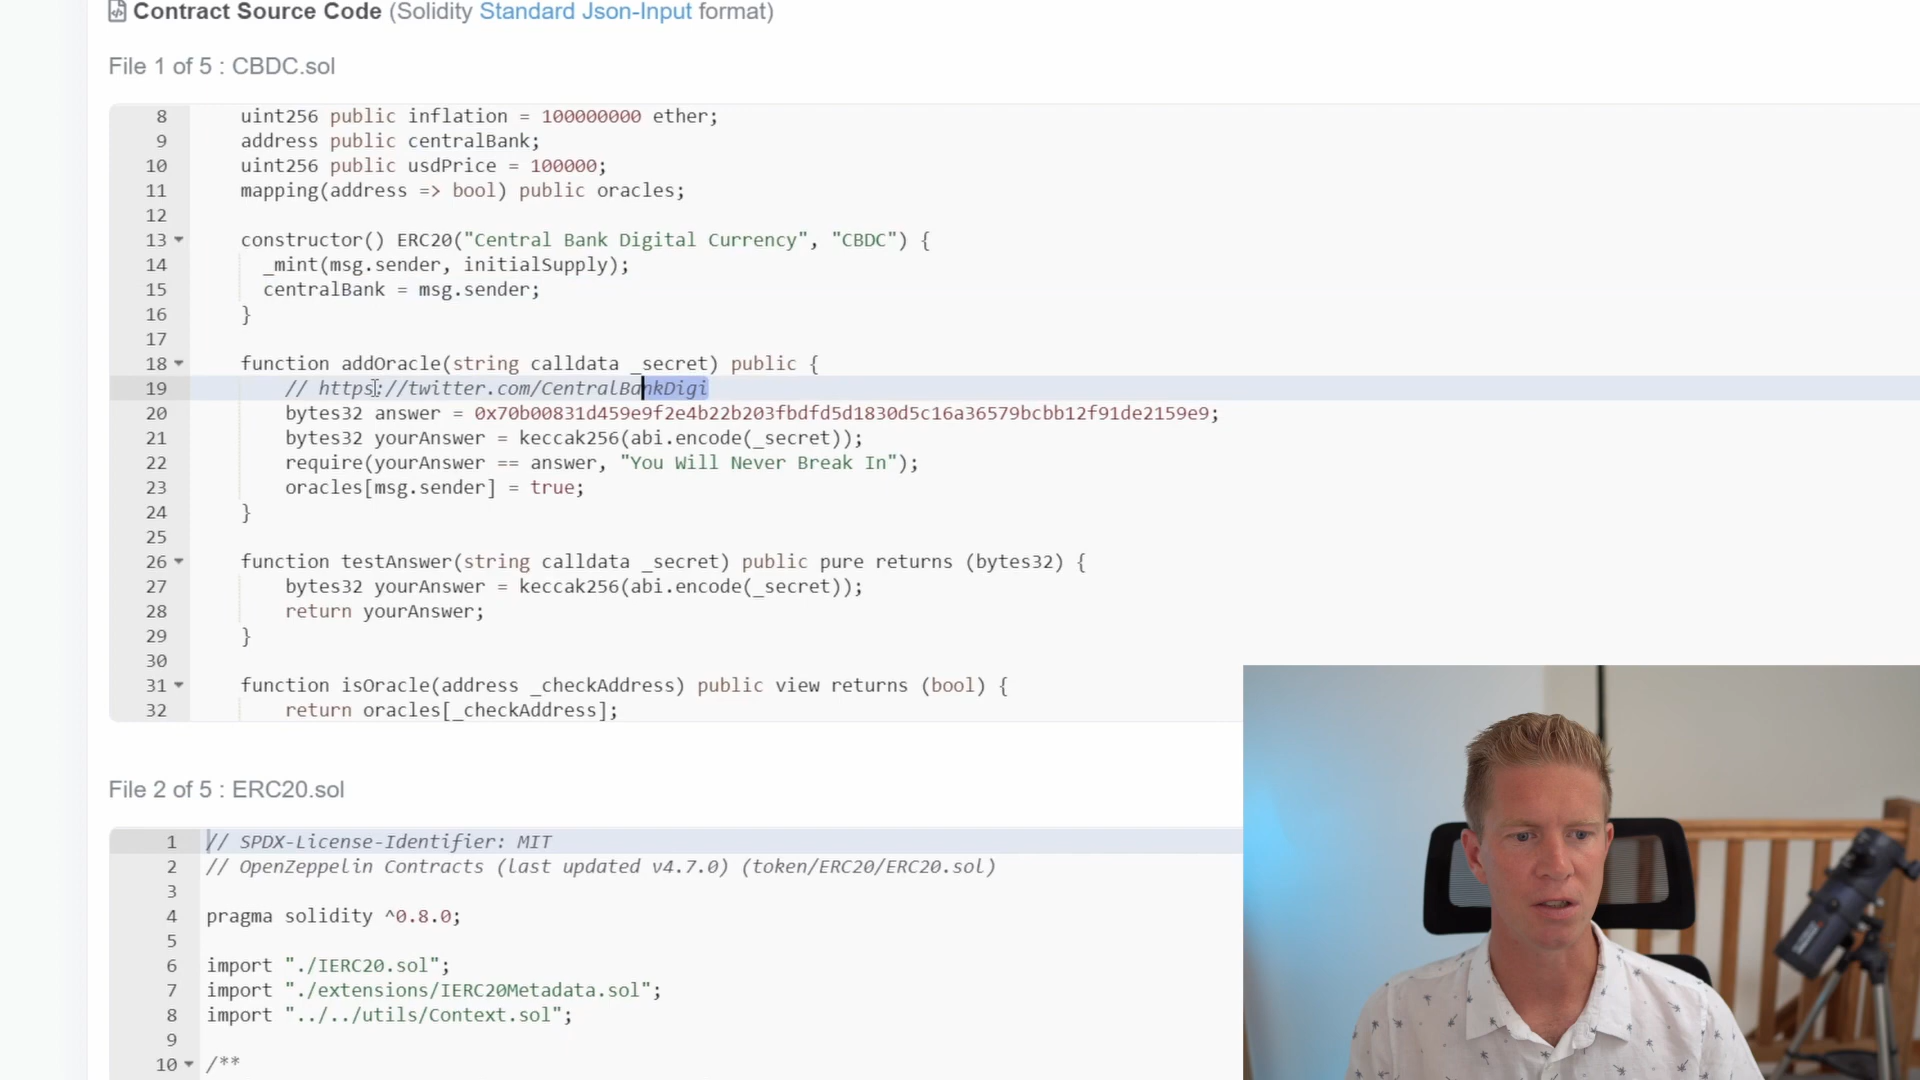 Contract Source Code (Solidity Standard Json-Input format)
File 1 of 5 : CBDC.sol
8 uint256 public inflation = 100000000 ether;
9 address public centralBank;
10 uint256 public usdPrice = 100000;
11 mapping(address => bool) public oracles;
12
13 constructor() ERC20("Central Bank Digital Currency", "CBDC") {
14 _mint(msg.sender, initialSupply);
15 centralBank = msg.sender;
16 }
17
18 function addOracle(string calldata _secret) public {
19 // https://twitter.com/CentralBankDigi
20 bytes32 answer = 0x70b00831d459e9f2e4b22b203fbdfd5d1830d5c16a36579bcbb12f91de2159e9;
21 bytes32 yourAnswer = keccak256(abi.encode(_secret));
22 require(yourAnswer == answer, "You Will Never Break In");
23 oracles[msg.sender] = true;
24 }
25
26 function testAnswer(string calldata _secret) public pure returns (bytes32) {
27 bytes32 yourAnswer = keccak256(abi.encode(_secret));
28 return yourAnswer;
29 }
30
31 function isOracle(address _checkAddress) public view returns (bool) {
32 return oracles[_checkAddress];
File 2 of 5 : ERC20.sol
1 // SPDX-License-Identifier: MIT
2 // OpenZeppelin Contracts (last updated v4.7.0) (token/ERC20/ERC20.sol)
3
4 pragma solidity ^0.8.0;
5
6 import "./IERC20.sol";
7 import "./extensions/IERC20Metadata.sol";
8 import "../../utils/Context.sol";
9
10 /**